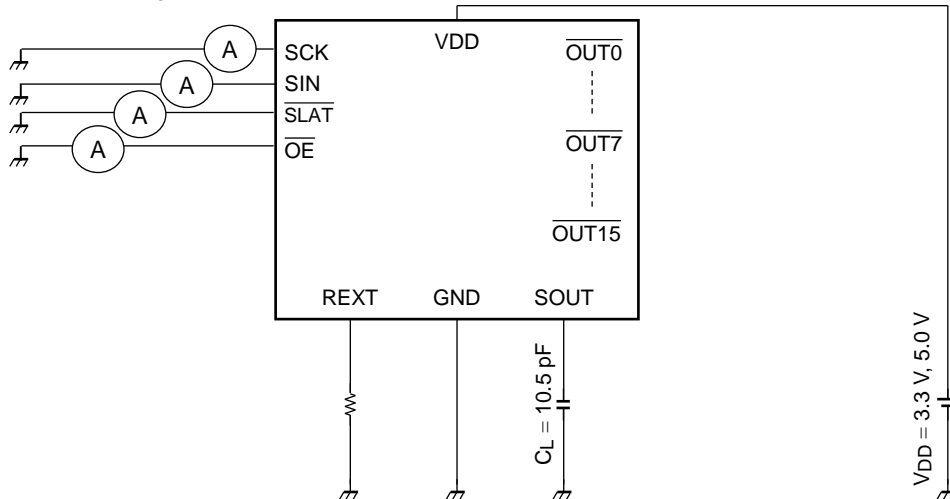 A
SCK
VDD
OUT0
A
SIN
A
SLAT
A
OE
OUT7
OUT15
REXT
GND
SOUT
CL = 10.5 pF
VDD = 3.3 V, 5.0 V